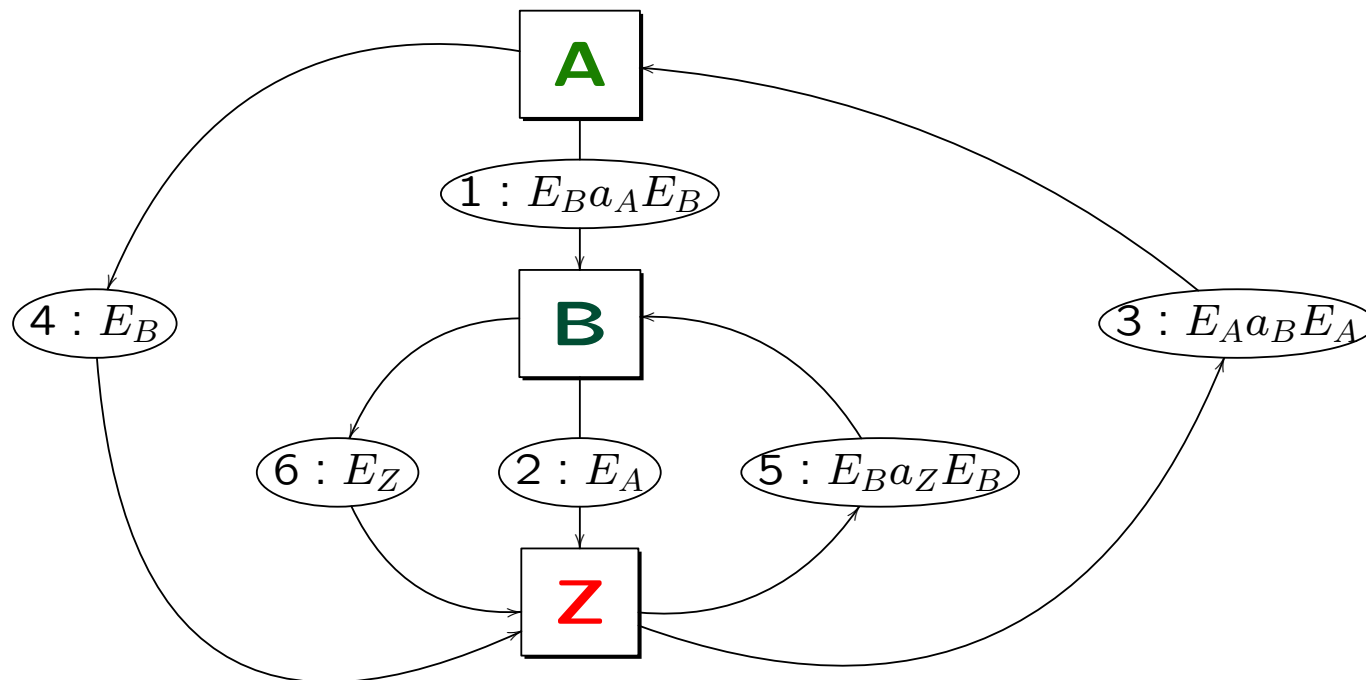 A
1 : E_B a_A E_B
B
4 : E_B
3 : E_A a_B E_A
6 : E_Z
2 : E_A
5 : E_B a_Z E_B
Z